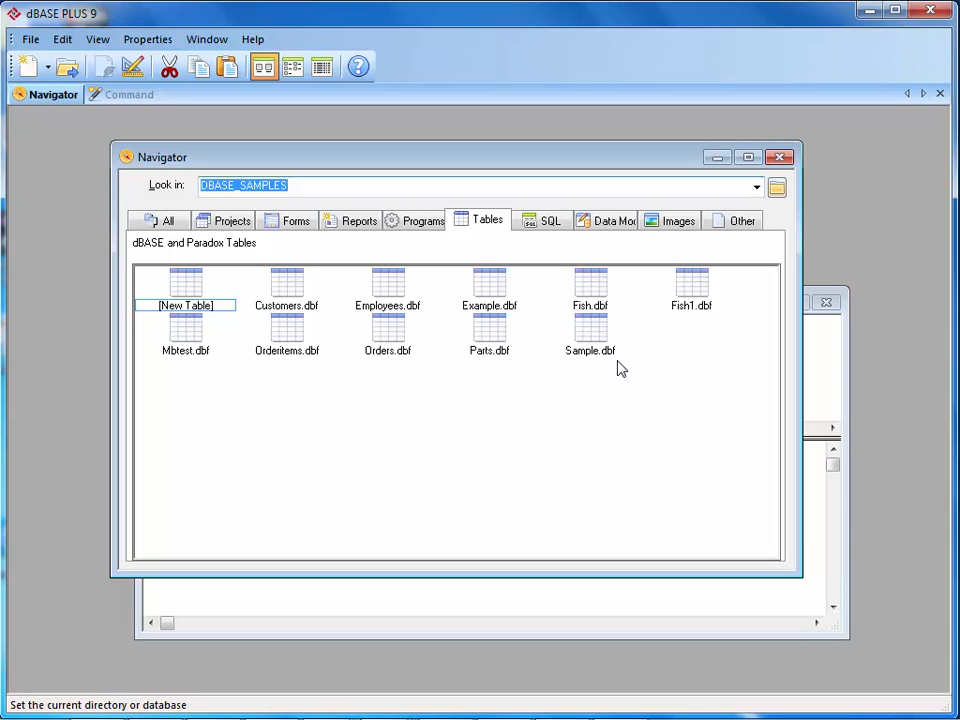 dBASE PLUS 9
File Edit View Properties Window Help
Navigator Command
Navigator
Look in: DBASE_SAMPLES
All Projects Forms Reports Programs Tables SQL Data Moc Images Other
dBASE and Paradox Tables
[New Table] Customers.dbf Employees.dbf Example.dbf Fish.dbf Fish1.dbf
Mbtest.dbf Orderitems.dbf Orders.dbf Parts.dbf Sample.dbf
Set the current directory or database